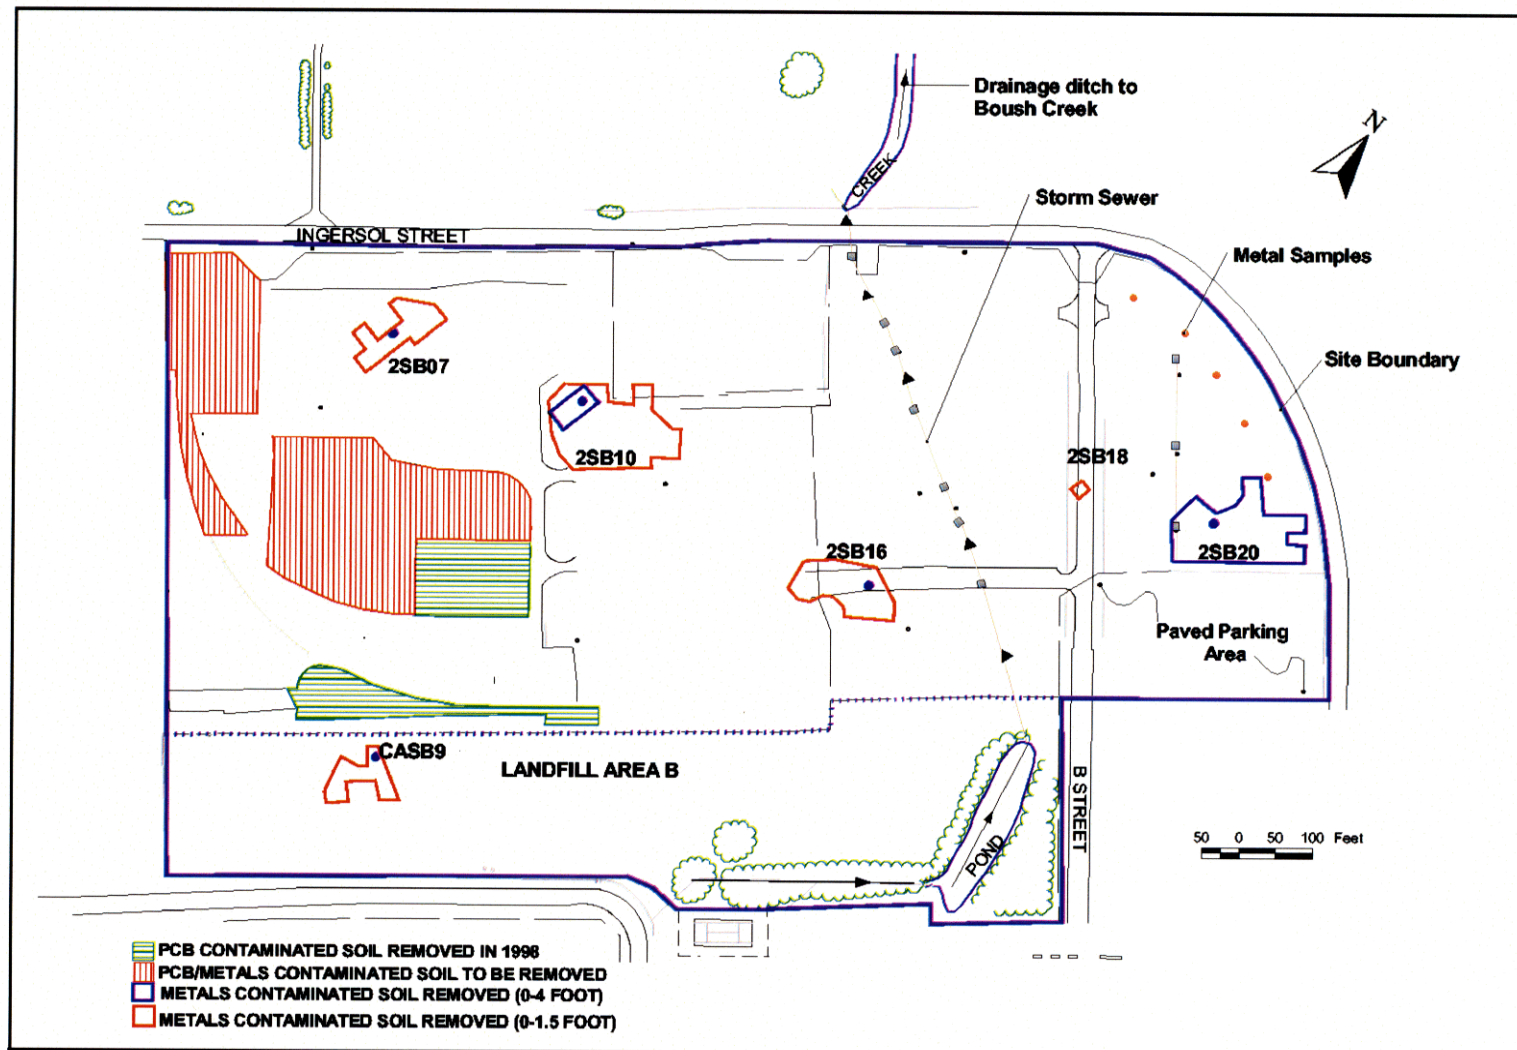 Drainage ditch to
Boush Creek
N
CREEK
Storm Sewer
INGERSOL STREET
Metal Samples
Site Boundary
2SB07
2SB10
2SB18
2SB16
2SB20
Paved Parking
Area
CASB9
LANDFILL AREA B
B STREET
POND
50 0 50 100 Feet
PCB CONTAMINATED SOIL REMOVED IN 1998
PCB/METALS CONTAMINATED SOIL TO BE REMOVED
METALS CONTAMINATED SOIL REMOVED (0-4 FOOT)
METALS CONTAMINATED SOIL REMOVED (0-1.5 FOOT)